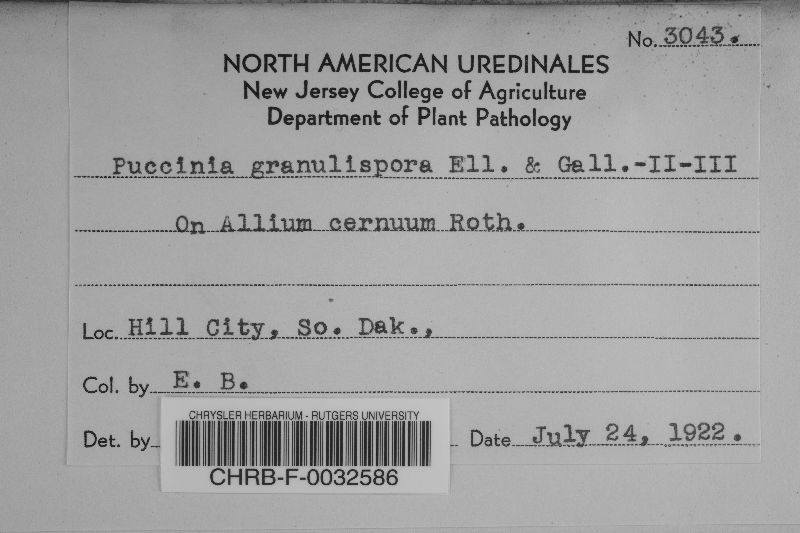 No. 3043.
NORTH AMERICAN UREDINALES
New Jersey College of Agriculture
Department of Plant Pathology
Puccinia granulispora Ell. & Gall.-II-III
On Allium cernuum Roth.
Loc. Hill City, So. Dak.,
Col. by E. B.
Det. by
Date July 24, 1922.
CHRYSLER HERBARIUM - RUTGERS UNIVERSITY
CHRB-F-0032586